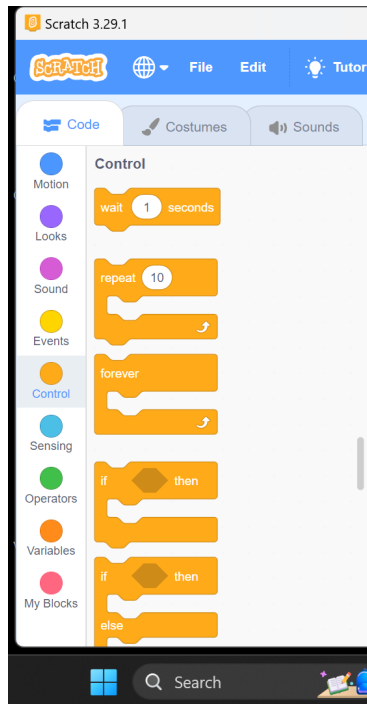 Scratch 3.29.1
SCRATCH File Edit Tutor
Code Costumes Sounds
Motion
Looks
Sound
Events
Control
Sensing
Operators
Variables
My Blocks
Control
wait 1 seconds
repeat 10
forever
if then
if then
else
Search